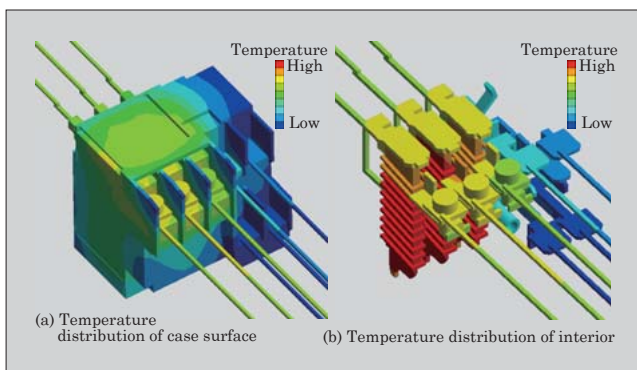 Temperature
High
Low
(a) Temperature
distribution of case surface
Temperature
High
Low
(b) Temperature distribution of interior